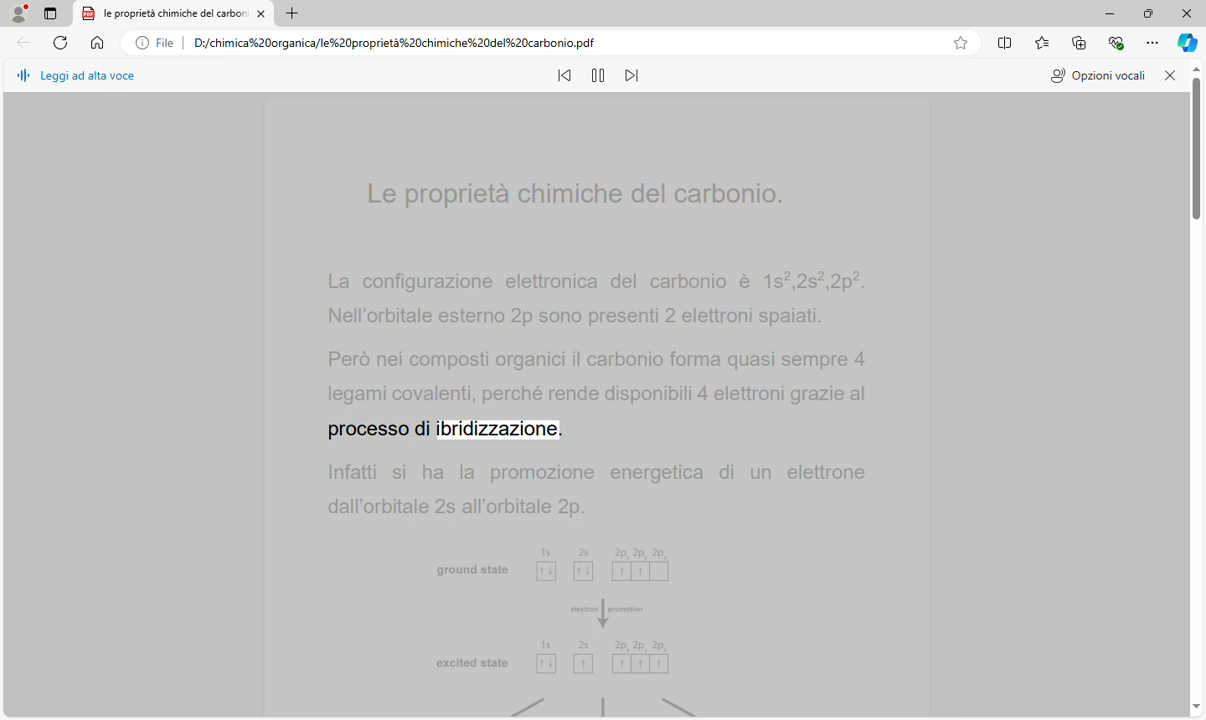 le proprietà chimiche del carboni
File
D:/chimica%20organica/le%20proprietà%20chimiche%20del%20carbonio.pdf
Leggi ad alta voce
Opzioni vocali
Le proprietà chimiche del carbonio.
La configurazione elettronica del carbonio è 1s²,2s²,2p².
Nell'orbitale esterno 2p sono presenti 2 elettroni spaiati.
Però nei composti organici il carbonio forma quasi sempre 4
legami covalenti, perché rende disponibili 4 elettroni grazie al
processo di ibridizzazione.
Infatti si ha la promozione energetica di un elettrone
dall'orbitale 2s all'orbitale 2p.
1s 2s 2p 2p 2p
ground state
electron promotion
1s 2s 2p 2p 2p
excited state